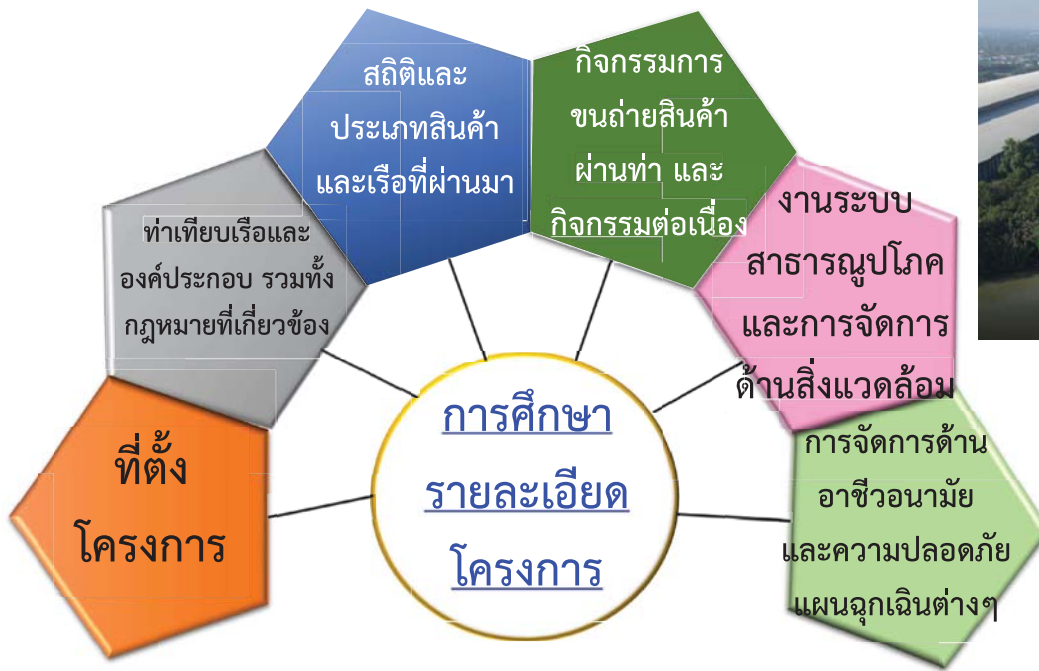 ที่ตั้ง
โครงการ
ท่าเทียบเรือและ
องค์ประกอบ รวมทั้ง
กฎหมายที่เกี่ยวข้อง
สถิติและ
ประเภทสินค้า
และเรือที่ผ่านมา
กิจกรรมการ
ขนถ่ายสินค้า
ผ่านท่า และ
กิจกรรมต่อเนื่อง
งานระบบ
สาธารณูปโภค
และการจัดการ
ด้านสิ่งแวดล้อม
การจัดการด้าน
อาชีวอนามัย
และความปลอดภัย
แผนฉุกเฉินต่างๆ
การศึกษา
รายละเอียด
โครงการ